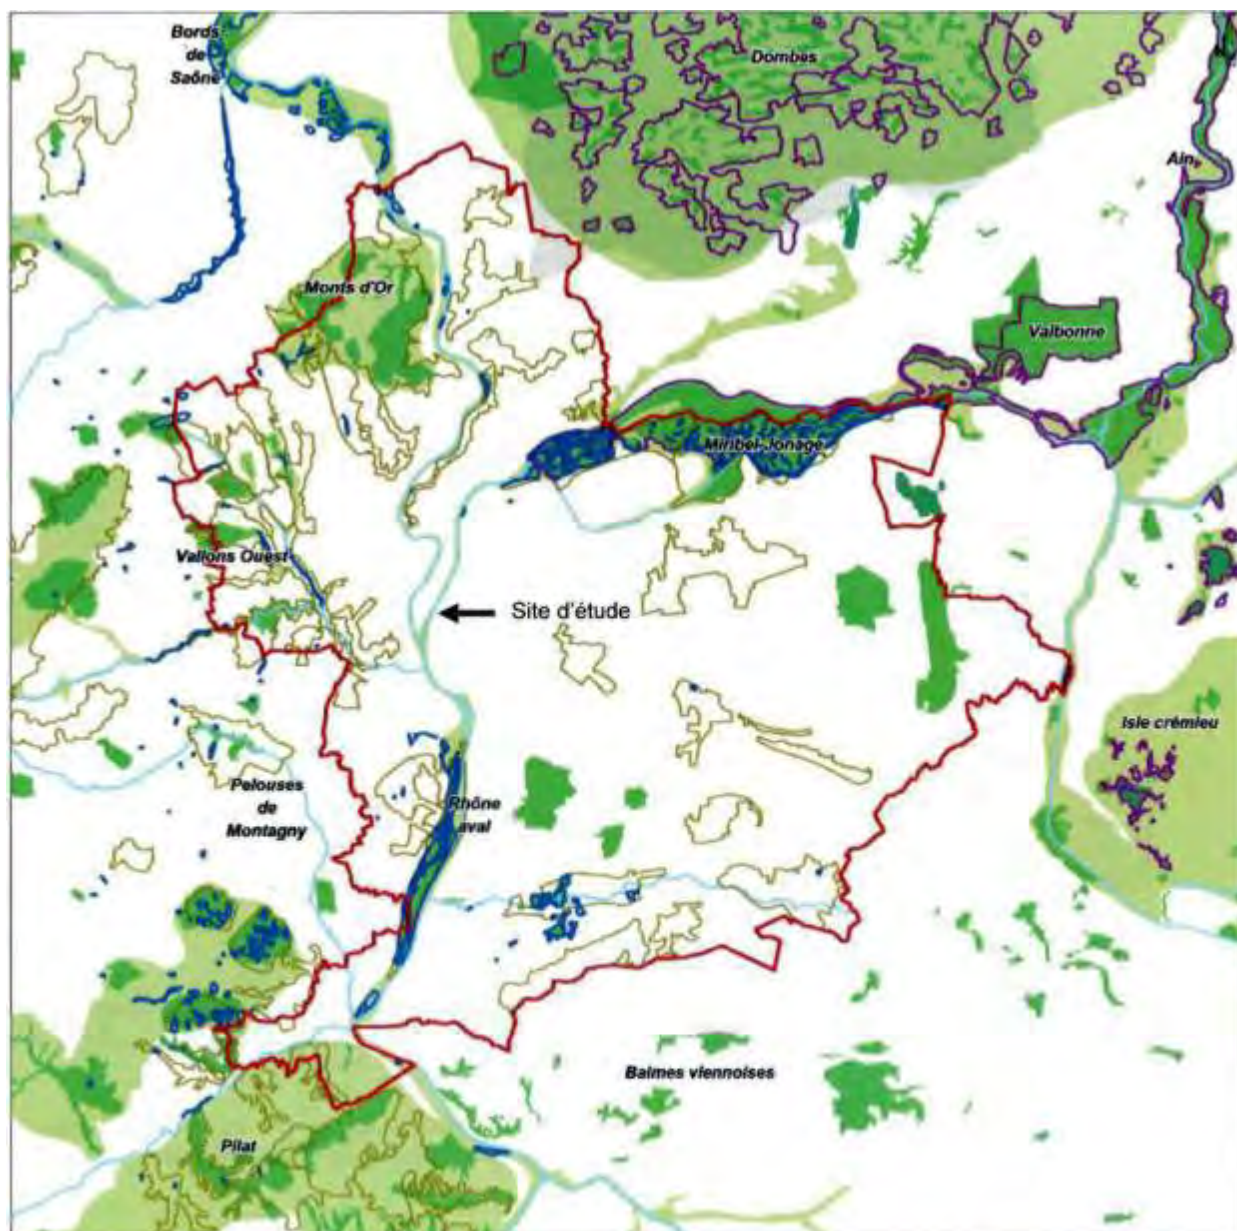 Bords
de
Saône
Dombes
Ain
Monts d'Or
Valbonne
Miribel-Jonage
Vallons Ouest
Site d'étude
Isle crémieu
Pelouses
de
Montagny
Rhône
aval
Balmes viennoises
Pilat